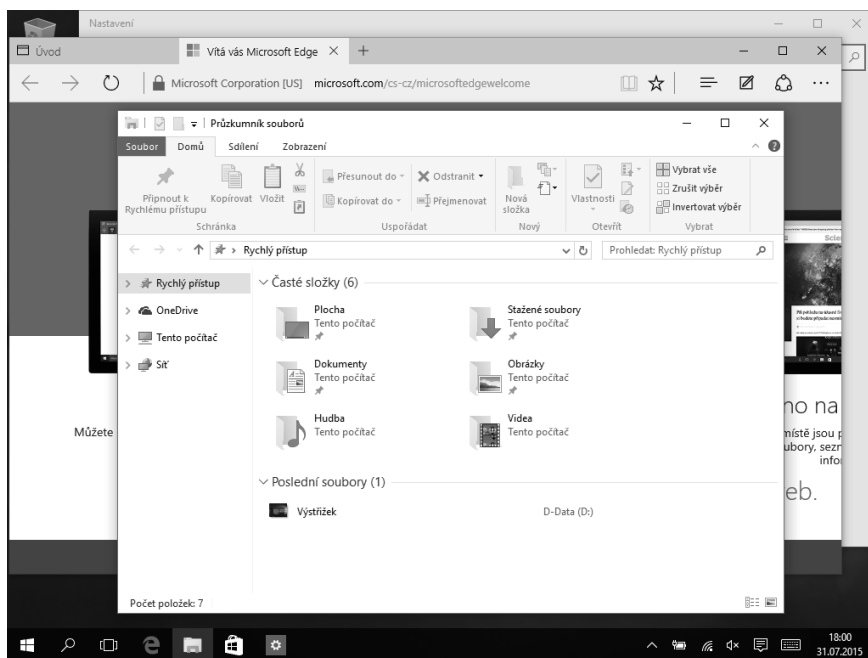 Nastavení
Úvod
Vítá vás Microsoft Edge
Microsoft Corporation [US] microsoft.com/cs-cz/microsoftedgewelcome
Průzkumník souborů
Soubor Domů Sdílení Zobrazení
Připnout k
Rychlému přístupu
Kopírovat
Vložit
Přesunout do
Kopírovat do
Odstranit
Přejmenovat
Nová
složka
Vlastnosti
Vybrat vše
Zrušit výběr
Invertovat výběr
Schránka Uspořádat Nový Otevřít Vybrat
Rychlý přístup
Prohledat: Rychlý přístup
Rychlý přístup
OneDrive
Tento počítač
Síť
Časté složky (6)
Plocha
Tento počítač
Stažené soubory
Tento počítač
Dokumenty
Tento počítač
Obrázky
Tento počítač
Hudba
Tento počítač
Videa
Tento počítač
Poslední soubory (1)
Výstřižek D-Data (D:)
Počet položek: 7
Můžete
no na
místě jsou
ubory, sezn
infor
eb.
18:00
31.07.2015